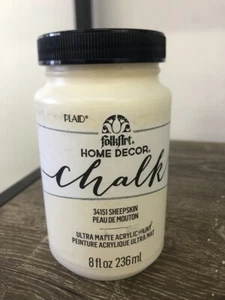 PLAID®
folkArt®
HOME DECOR®
chalk
34151 SHEEPSKIN
PEAU DE MOUTON
ULTRA MATTE ACRYLIC PAINT
PEINTURE ACRYLIQUE ULTRA MAT
8 fl oz 236 ml